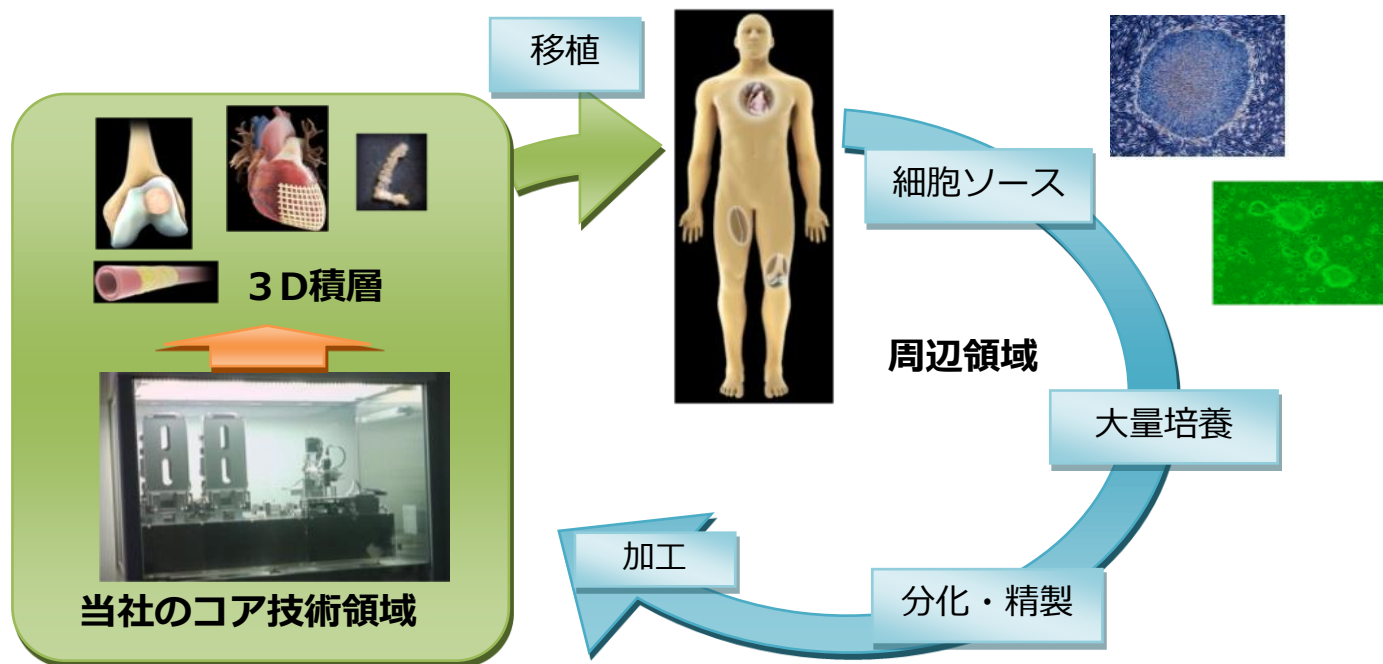 移植
細胞ソース
３Ｄ積層
周辺領域
大量培養
加工
分化・精製
当社のコア技術領域